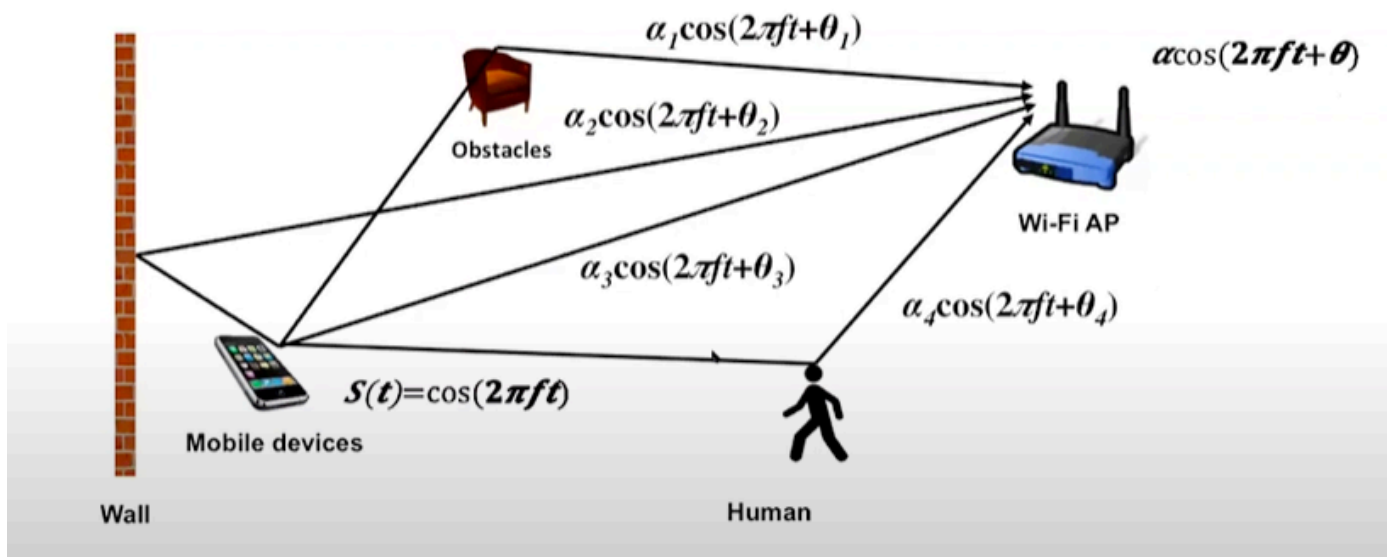 α₁cos(2πft+θ₁)
αcos(2πft+θ)
α₂cos(2πft+θ₂)
Obstacles
Wi-Fi AP
α₃cos(2πft+θ₃)
α₄cos(2πft+θ₄)
S(t)=cos(2πft)
Mobile devices
Wall
Human